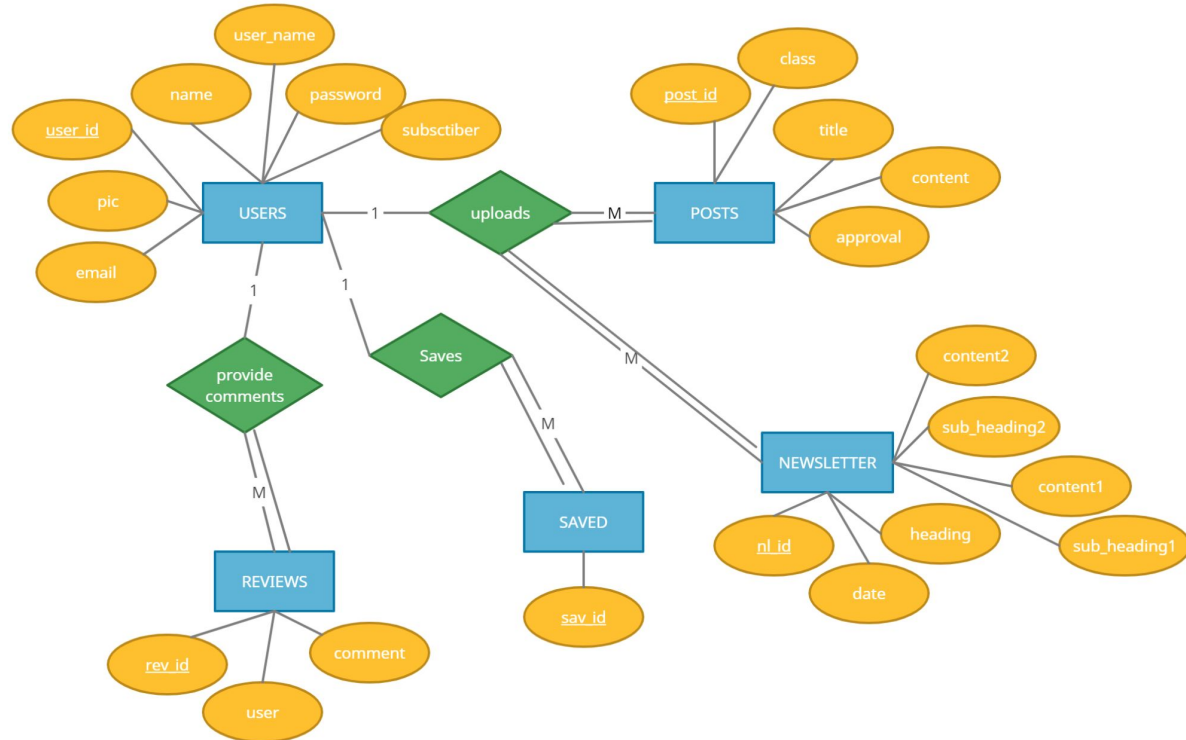 user_name
class
name
password
post_id
user_id
subsctiber
title
content
pic
USERS
1
uploads
M
POSTS
approval
email
1
1
Saves
M
content2
provide
comments
M
sub_heading2
NEWSLETTER
content1
M
SAVED
nl_id
heading
sub_heading1
REVIEWS
date
sav_id
rev_id
comment
user